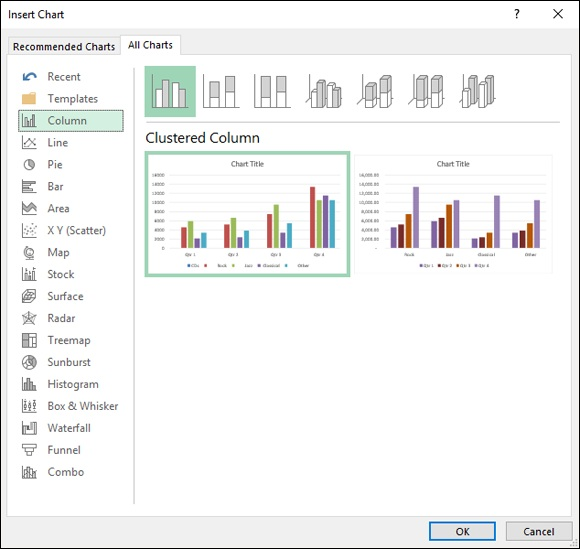 Insert Chart
?
Recommended Charts
All Charts
Recent
Templates
Column
Line
Pie
Bar
Area
X Y (Scatter)
Map
Stock
Surface
Radar
Treemap
Sunburst
Histogram
Box & Whisker
Waterfall
Funnel
Combo
Clustered Column
Chart Title
16000
14000
12000
10000
8000
6000
4000
2000
0
Qtr 1 Qtr 2 Qtr 3 Qtr 4
Rock Jazz Classical Other
Chart Title
16,000.00
14,000.00
12,000.00
10,000.00
8,000.00
6,000.00
4,000.00
2,000.00
-
Rock Jazz Classical Other
Qtr 1 Qtr 2 Qtr 3 Qtr 4
OK
Cancel